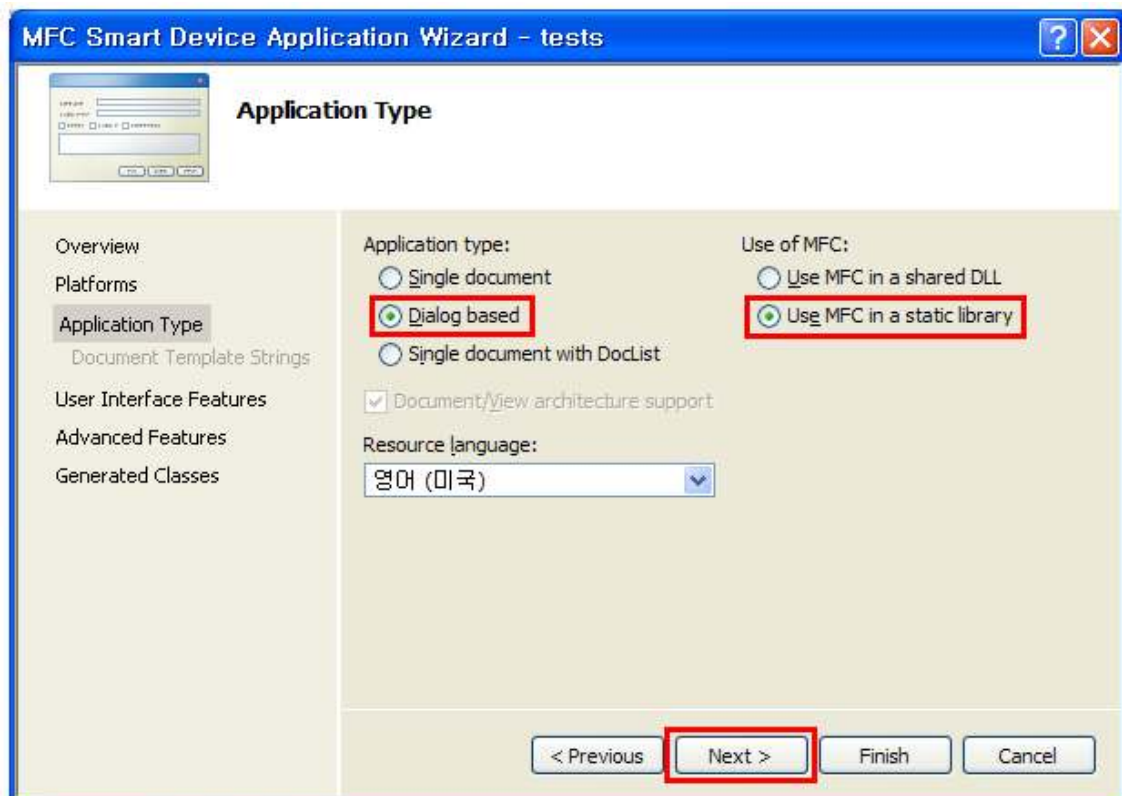 MFC Smart Device Application Wizard - tests
Application Type
Overview
Platforms
Application Type
Document Template Strings
User Interface Features
Advanced Features
Generated Classes
Application type:
Single document
Dialog based
Single document with DocList
Document/View architecture support
Resource language:
영어 (미국)
Use of MFC:
Use MFC in a shared DLL
Use MFC in a static library
< Previous
Next >
Finish
Cancel